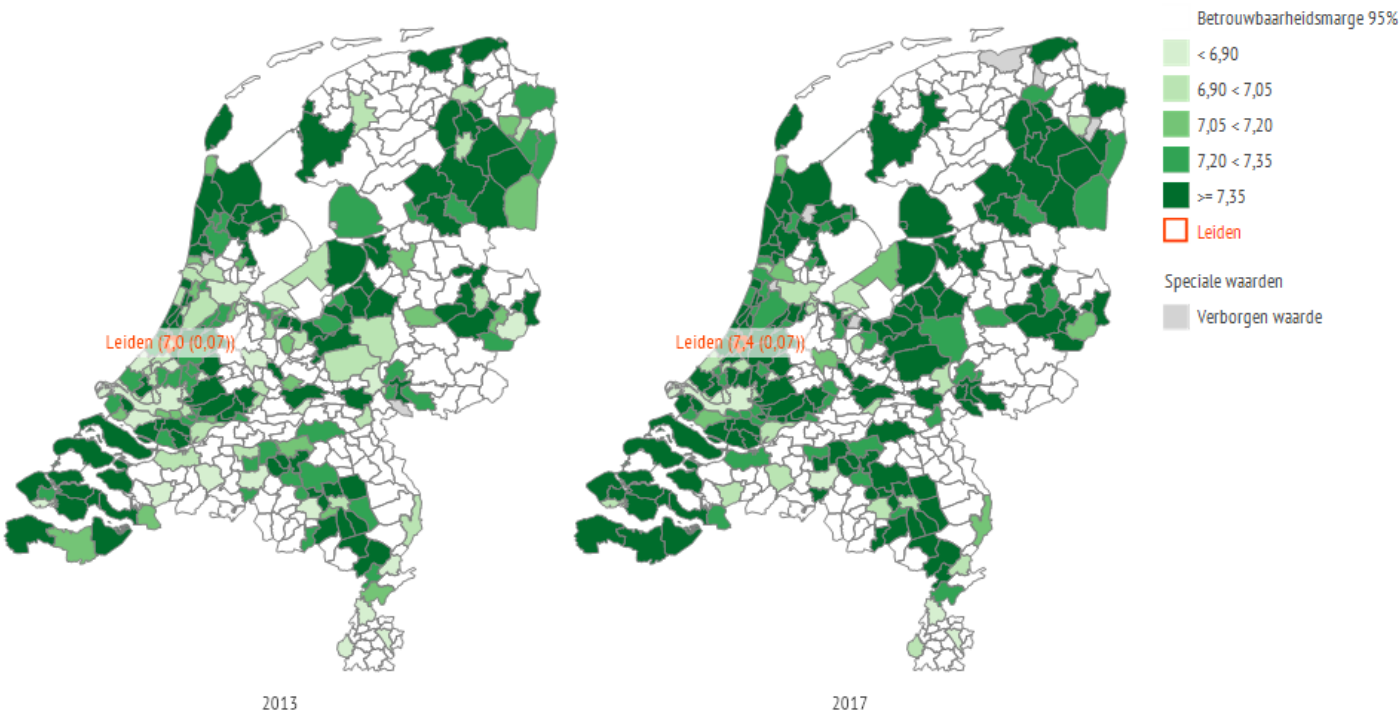 Betrouwbaarheidsmarge 95%
< 6,90
6,90 < 7,05
7,05 < 7,20
7,20 < 7,35
>= 7,35
Leiden
Speciale waarden
Verborgen waarde
Leiden (7,0 (0,07))
Leiden (7,4 (0,07))
2013
2017